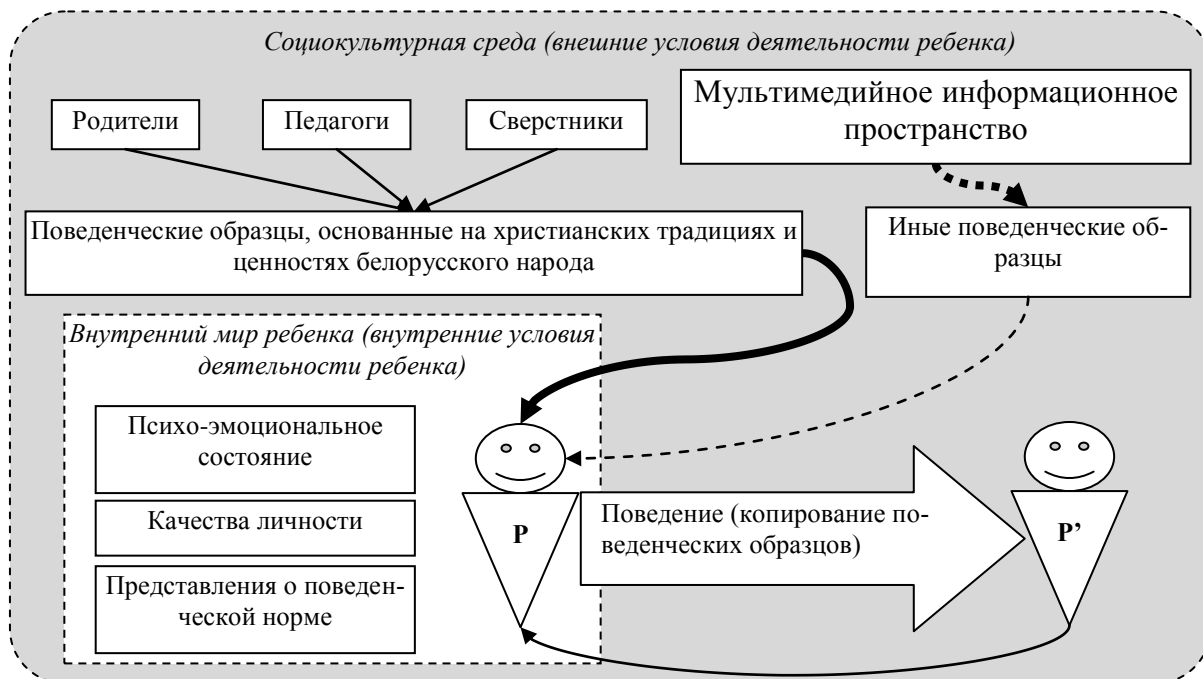 Социокультурная среда (внешние условия деятельности ребенка)
Родители
Педагоги
Сверстники
Мультимедийное информационное
пространство
Поведенческие образцы, основанные на христианских традициях и
ценностях белорусского народа
Иные поведенческие об-
разцы
Внутренний мир ребенка (внутренние условия
деятельности ребенка)
Психо-эмоциональное
состояние
Качества личности
Представления о поведен-
ческой норме
Р
Поведение (копирование по-
веденческих образцов)
Р’